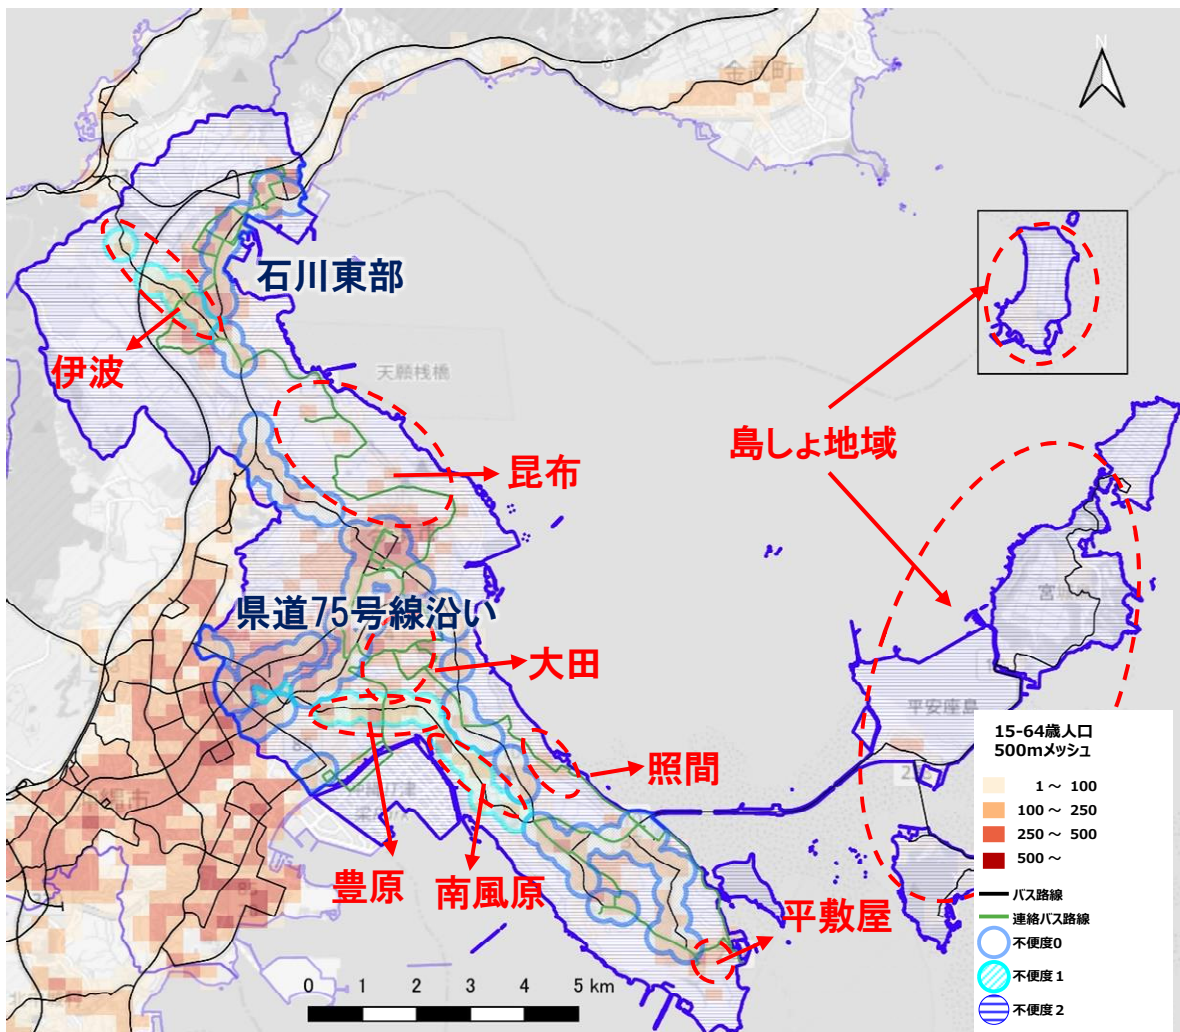 N
金武町
石川東部
伊波
天願桟橋
島しょ地域
昆布
県道75号線沿い
大田
宮城島
平安座島
照間
豊原
南風原
平敷屋
15-64歳人口
500mメッシュ
1 ～ 100
100 ～ 250
250 ～ 500
500 ～
バス路線
連絡バス路線
不便度0
不便度1
不便度2
0 1 2 3 4 5 km